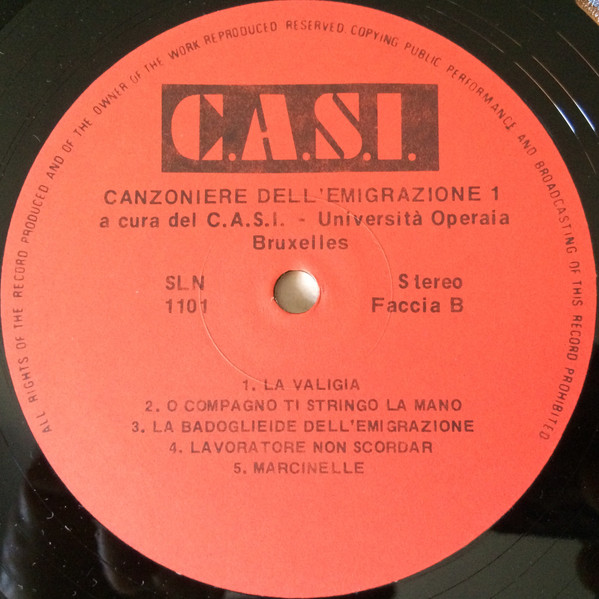 ALL RIGHTS OF THE RECORD PRODUCED AND OF THE OWNER OF THE WORK REPRODUCED RESERVED. COPYING PUBLIC PERFORMANCE AND BROADCASTING OF THIS RECORD PROHIBITED
C.A.S.I.
CANZONIERE DELL'EMIGRAZIONE 1
a cura del C.A.S.I. - Università Operaia
Bruxelles
SLN Stereo
1101 Faccia B
1. LA VALIGIA
2. O COMPAGNO TI STRINGO LA MANO
3. LA BADOGLIEIDE DELL'EMIGRAZIONE
4. LAVORATORE NON SCORDAR
5. MARCINELLE